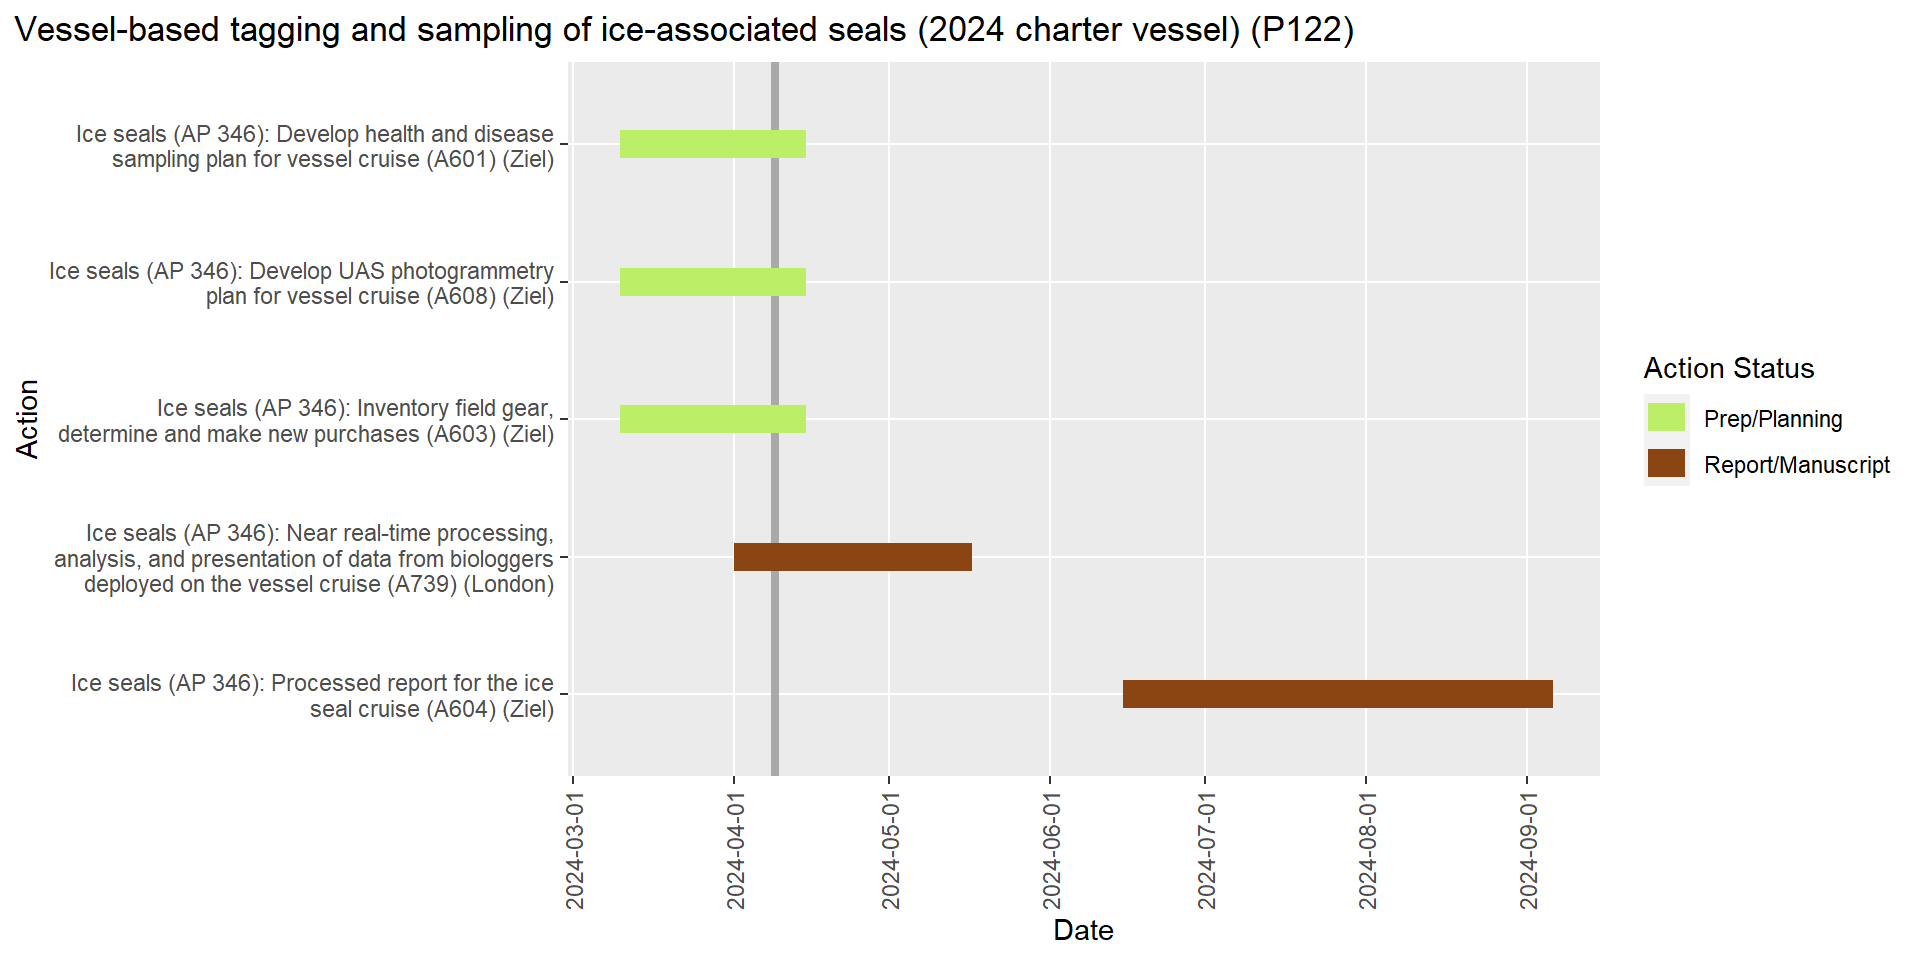 Vessel-based tagging and sampling of ice-associated seals (2024 charter vessel) (P122)
Action
Ice seals (AP 346): Develop health and disease
sampling plan for vessel cruise (A601) (Ziel)
Ice seals (AP 346): Develop UAS photogrammetry
plan for vessel cruise (A608) (Ziel)
Ice seals (AP 346): Inventory field gear,
determine and make new purchases (A603) (Ziel)
Ice seals (AP 346): Near real-time processing,
analysis, and presentation of data from biologgers
deployed on the vessel cruise (A739) (London)
Ice seals (AP 346): Processed report for the ice
seal cruise (A604) (Ziel)
2024-03-01
2024-04-01
2024-05-01
2024-06-01
2024-07-01
2024-08-01
2024-09-01
Date
Action Status
Prep/Planning
Report/Manuscript